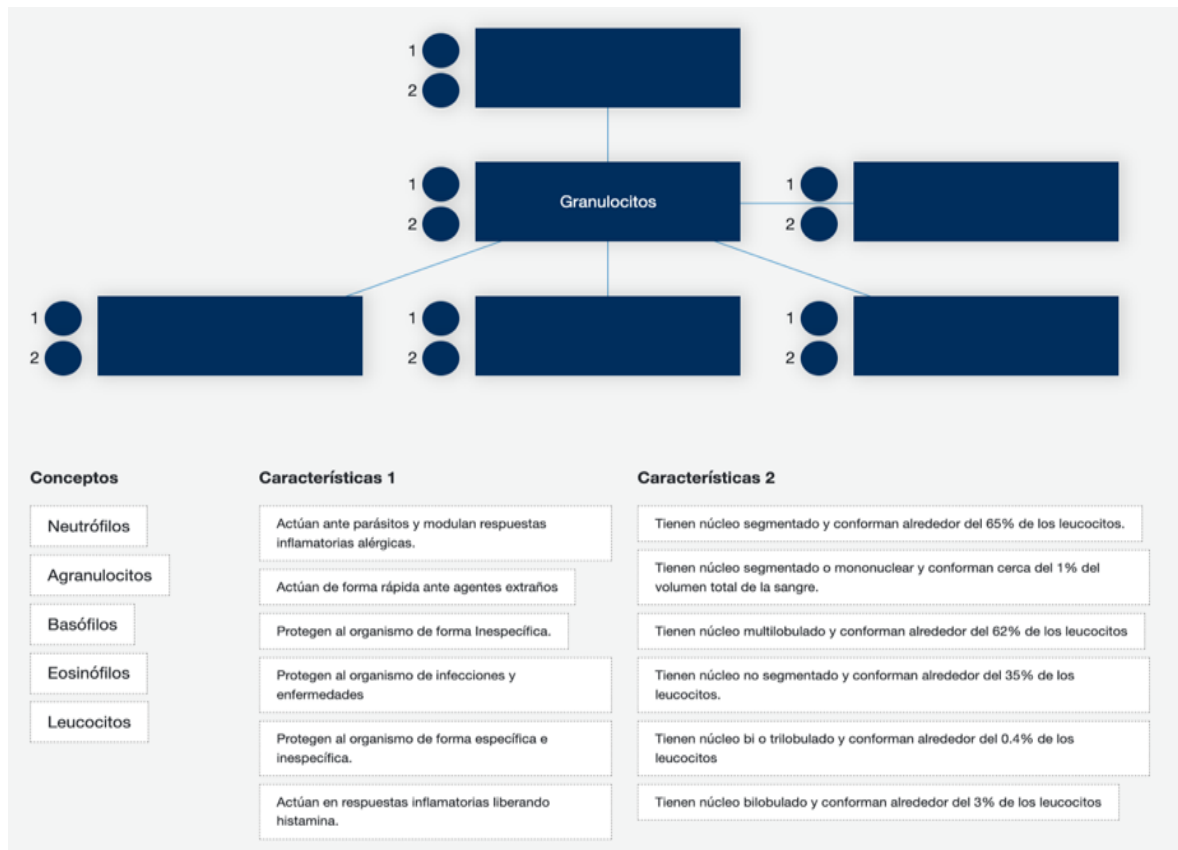 1
2
1
2
Granulocitos
1
2
1
2
1
2
1
2
Conceptos
Neutrófilos
Agranulocitos
Basófilos
Eosinófilos
Leucocitos
Características 1
Actúan ante parásitos y modulan respuestas
inflamatorias alérgicas.
Actúan de forma rápida ante agentes extraños
Protegen al organismo de forma Inespecífica.
Protegen al organismo de infecciones y
enfermedades
Protegen al organismo de forma específica e
inespecífica.
Actúan en respuestas inflamatorias liberando
histamina.
Características 2
Tienen núcleo segmentado y conforman alrededor del 65% de los leucocitos.
Tienen núcleo segmentado o mononuclear y conforman cerca del 1% del
volumen total de la sangre.
Tienen núcleo multilobulado y conforman alrededor del 62% de los leucocitos
Tienen núcleo no segmentado y conforman alrededor del 35% de los
leucocitos.
Tienen núcleo bi o trilobulado y conforman alrededor del 0.4% de los
leucocitos
Tienen núcleo bilobulado y conforman alrededor del 3% de los leucocitos